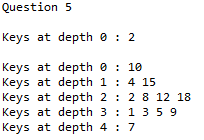 Question 5
Keys at depth 0 : 2
Keys at depth 0 : 10
Keys at depth 1 : 4 15
Keys at depth 2 : 2 8 12 18
Keys at depth 3 : 1 3 5 9
Keys at depth 4 : 7